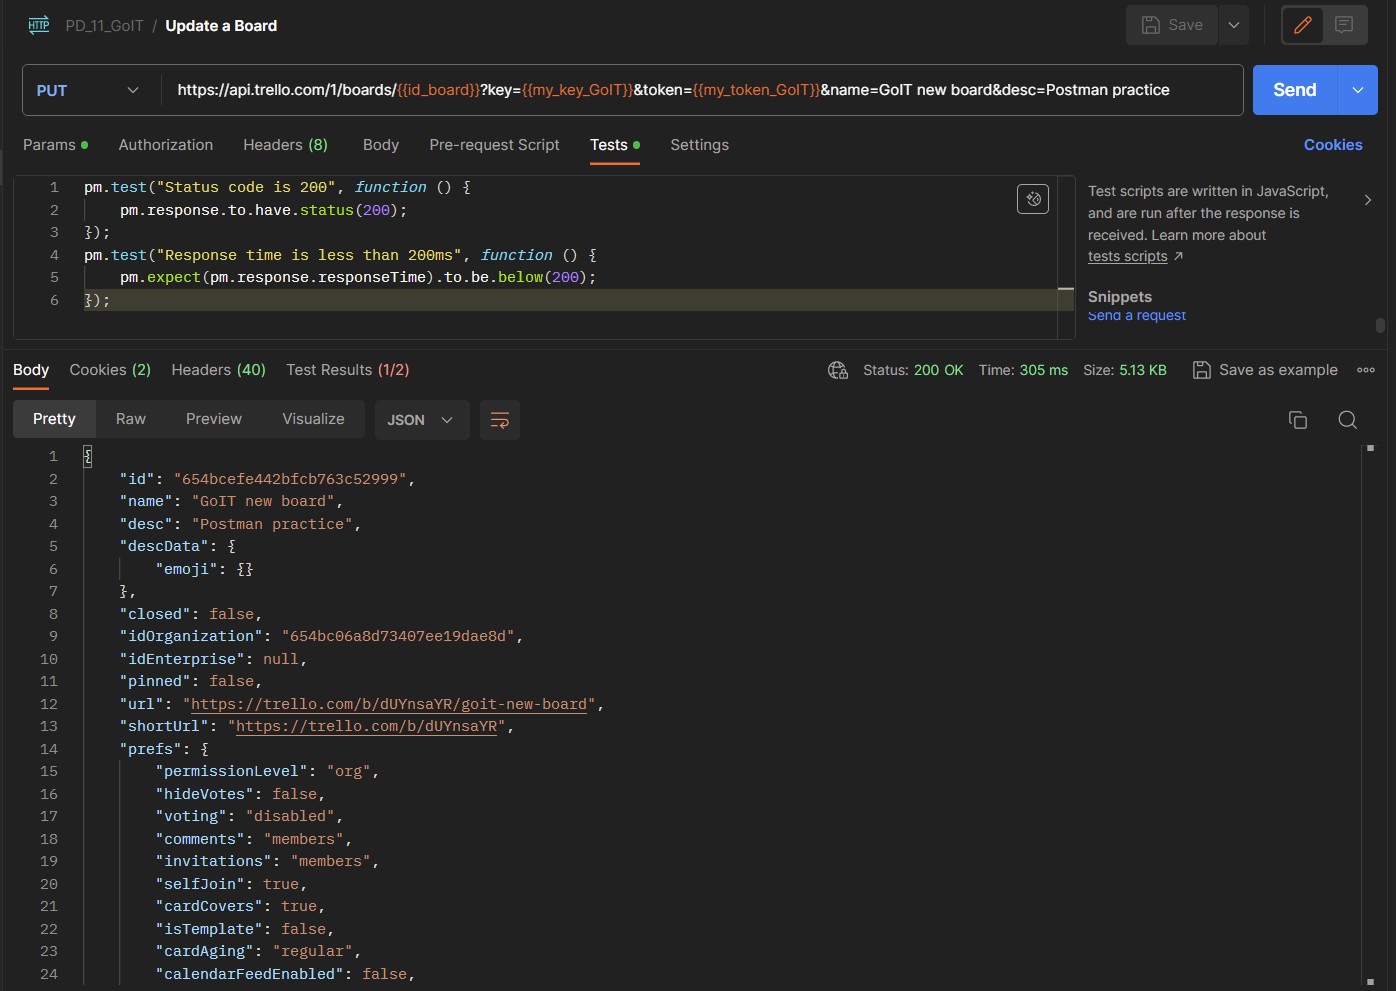 HTTP PD_11_GoIT / Update a Board Save
PUT https://api.trello.com/1/boards/{{id_board}}?key={{my_key_GoIT}}&token={{my_token_GoIT}}&name=GoIT new board&desc=Postman practice Send
Params Authorization Headers (8) Body Pre-request Script Tests Settings Cookies
1 pm.test("Status code is 200", function () {
2 pm.response.to.have.status(200);
3 });
4 pm.test("Response time is less than 200ms", function () {
5 pm.expect(pm.response.responseTime).to.be.below(200);
6 });
Test scripts are written in JavaScript,
and are run after the response is
received. Learn more about
tests scripts ↗
Snippets
Send a request
Body Cookies (2) Headers (40) Test Results (1/2) Status: 200 OK Time: 305 ms Size: 5.13 KB Save as example
Pretty Raw Preview Visualize JSON
1 {
2 "id": "654bcefe442bfcb763c52999",
3 "name": "GoIT new board",
4 "desc": "Postman practice",
5 "descData": {
6 "emoji": {}
7 },
8 "closed": false,
9 "idOrganization": "654bc06a8d73407ee19dae8d",
10 "idEnterprise": null,
11 "pinned": false,
12 "url": "https://trello.com/b/dUYnsaYR/goit-new-board",
13 "shortUrl": "https://trello.com/b/dUYnsaYR",
14 "prefs": {
15 "permissionLevel": "org",
16 "hideVotes": false,
17 "voting": "disabled",
18 "comments": "members",
19 "invitations": "members",
20 "selfJoin": true,
21 "cardCovers": true,
22 "isTemplate": false,
23 "cardAging": "regular",
24 "calendarFeedEnabled": false,